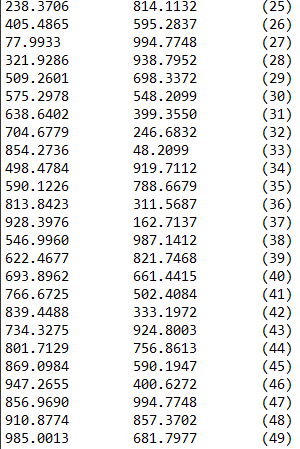 238.3706 814.1132 (25)
405.4865 595.2837 (26)
77.9933 994.7748 (27)
321.9286 938.7952 (28)
509.2601 698.3372 (29)
575.2978 548.2099 (30)
638.6402 399.3550 (31)
704.6779 246.6832 (32)
854.2736 48.2099 (33)
498.4784 919.7112 (34)
590.1226 788.6679 (35)
813.8423 311.5687 (36)
928.3976 162.7137 (37)
546.9960 987.1412 (38)
622.4677 821.7468 (39)
693.8962 661.4415 (40)
766.6725 502.4084 (41)
839.4488 333.1972 (42)
734.3275 924.8003 (43)
801.7129 756.8613 (44)
869.0984 590.1947 (45)
947.2655 400.6272 (46)
856.9690 994.7748 (47)
910.8774 857.3702 (48)
985.0013 681.7977 (49)